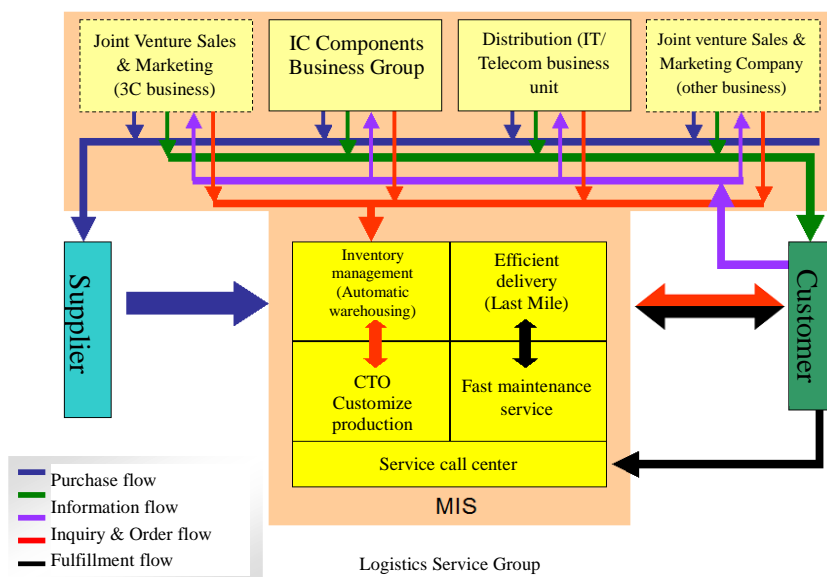 Joint Venture Sales
& Marketing
(3C business)
IC Components
Business Group
Distribution (IT/
Telecom business
unit
Joint venture Sales &
Marketing Company
(other business)
Supplier
Inventory
management
(Automatic
warehousing)
Efficient
delivery
(Last Mile)
Customer
CTO
Customize
production
Fast maintenance
service
Service call center
MIS
Purchase flow
Information flow
Inquiry & Order flow
Fulfillment flow
Logistics Service Group